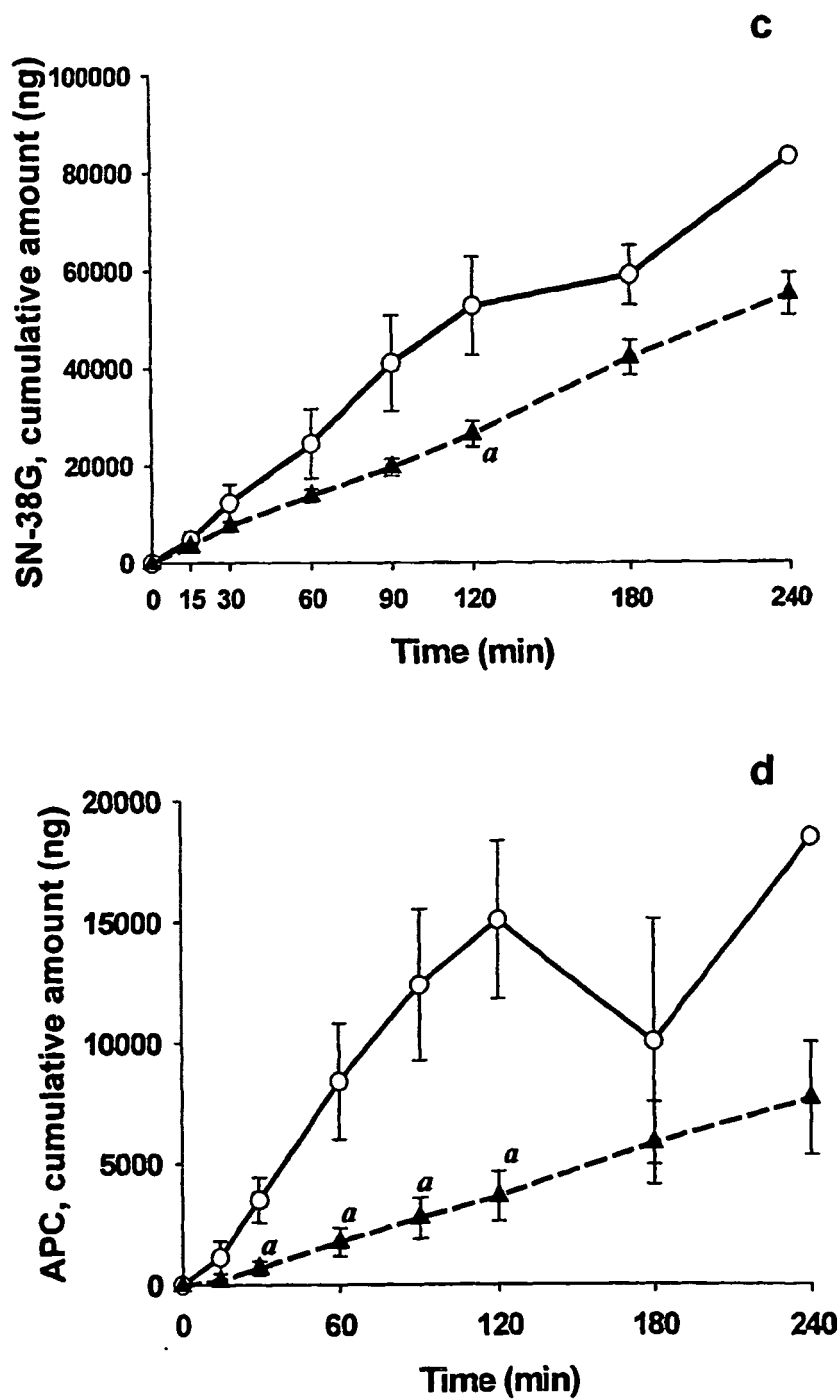 c
SN-38G, cumulative amount (ng)
100000
80000
60000
40000
20000
0
a
0 15 30 60 90 120 180 240
Time (min)
d
APC, cumulative amount (ng)
20000
15000
10000
5000
0
a a a a
0 60 120 180 240
Time (min)